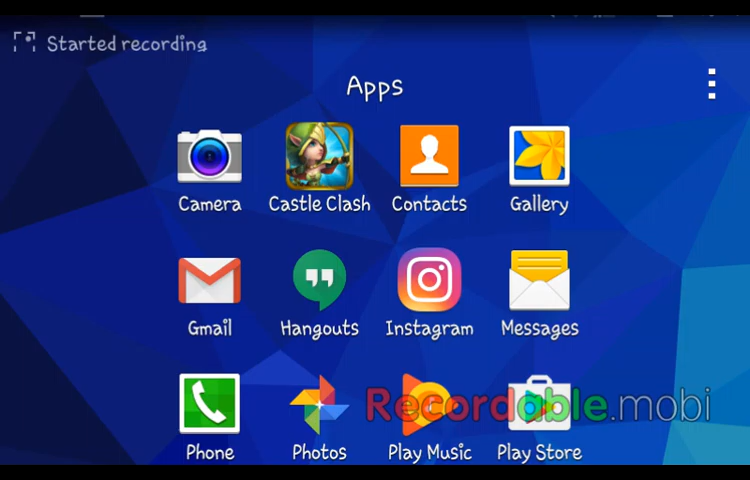 Started recording
Apps
Camera
Castle Clash
Contacts
Gallery
Gmail
Hangouts
Instagram
Messages
Recordable.mobi
Phone
Photos
Play Music
Play Store